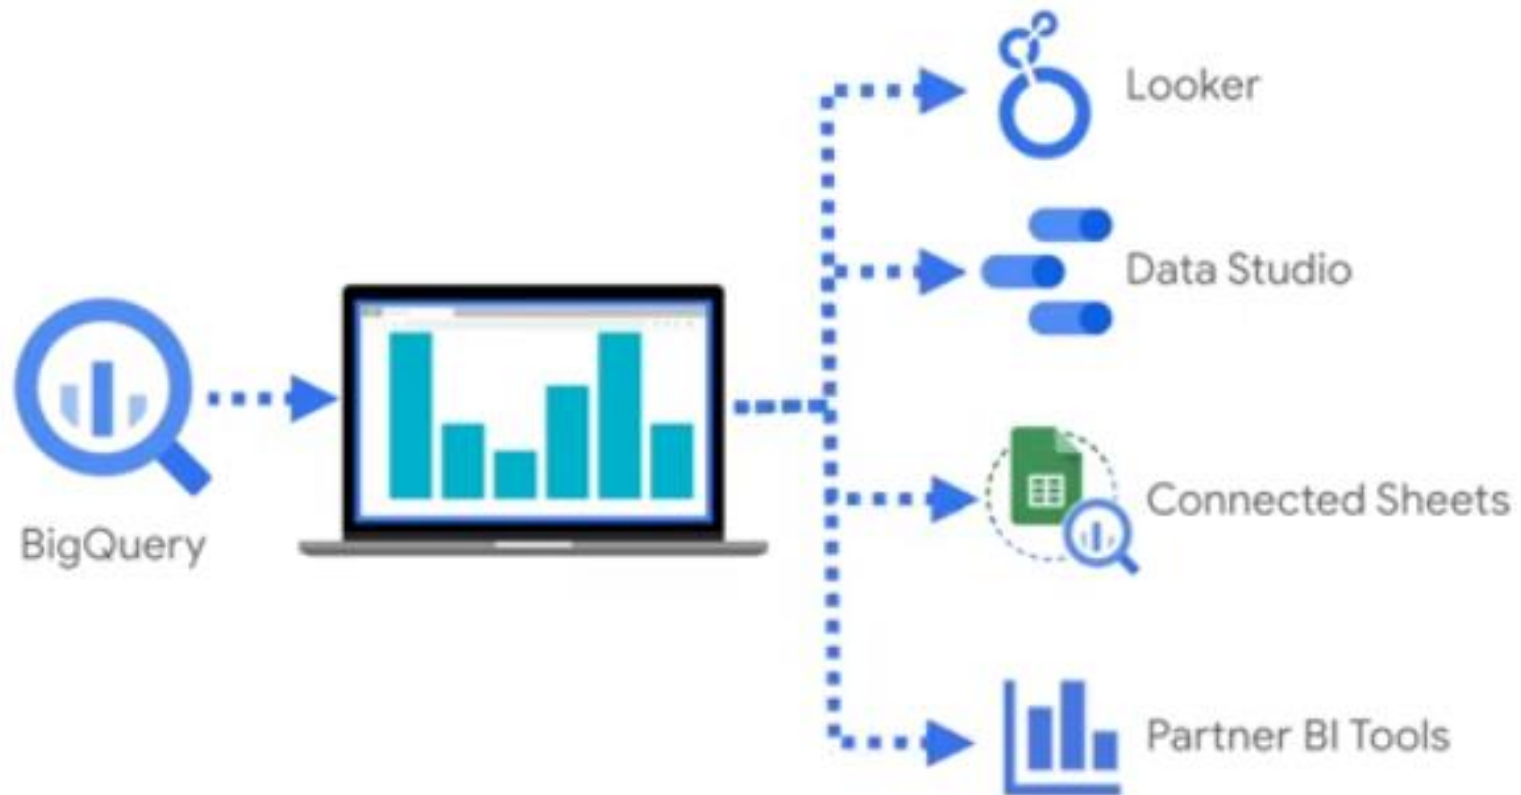 Looker
Data Studio
BigQuery
Connected Sheets
Partner BI Tools